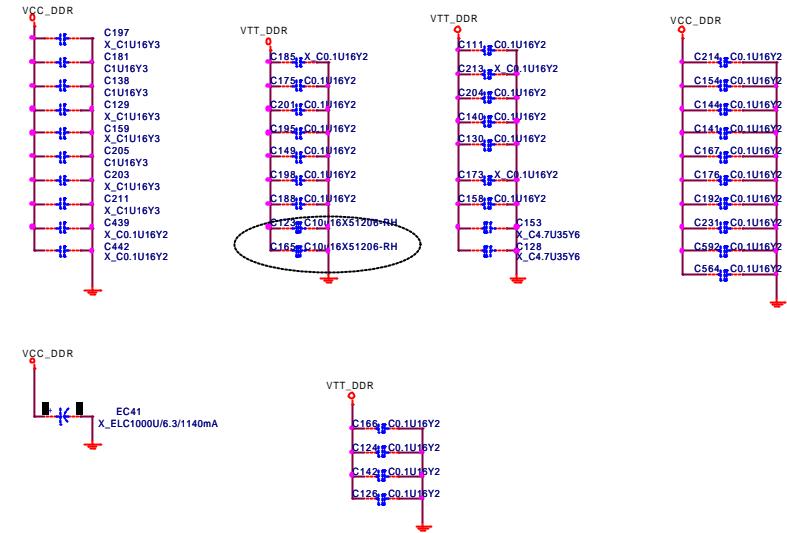 VCC_DDR
C197
X_C1U16Y3
C181
C1U16Y3
C138
C1U16Y3
C129
X_C1U16Y3
C159
X_C1U16Y3
C205
C1U16Y3
C203
X_C1U16Y3
C211
X_C1U16Y3
C439
X_C0.1U16Y2
C442
X_C0.1U16Y2
VTT_DDR
C185 X_C0.1U16Y2
C175 C0.1U16Y2
C201 C0.1U16Y2
C195 C0.1U16Y2
C149 C0.1U16Y2
C198 C0.1U16Y2
C188 C0.1U16Y2
C123 C10u16X51206-RH
C165 C10u16X51206-RH
VTT_DDR
C111 C0.1U16Y2
C213 X_C0.1U16Y2
C204 C0.1U16Y2
C140 C0.1U16Y2
C130 C0.1U16Y2
C173 X_C0.1U16Y2
C158 C0.1U16Y2
C153
X_C4.7U35Y6
C128
X_C4.7U35Y6
VCC_DDR
C214 C0.1U16Y2
C154 C0.1U16Y2
C144 C0.1U16Y2
C141 C0.1U16Y2
C167 C0.1U16Y2
C176 C0.1U16Y2
C192 C0.1U16Y2
C231 C0.1U16Y2
C592 C0.1U16Y2
C564 C0.1U16Y2
VCC_DDR
+
EC41
X_ELC1000U/6.3/1140mA
VTT_DDR
C166 C0.1U16Y2
C124 C0.1U16Y2
C142 C0.1U16Y2
C126 C0.1U16Y2